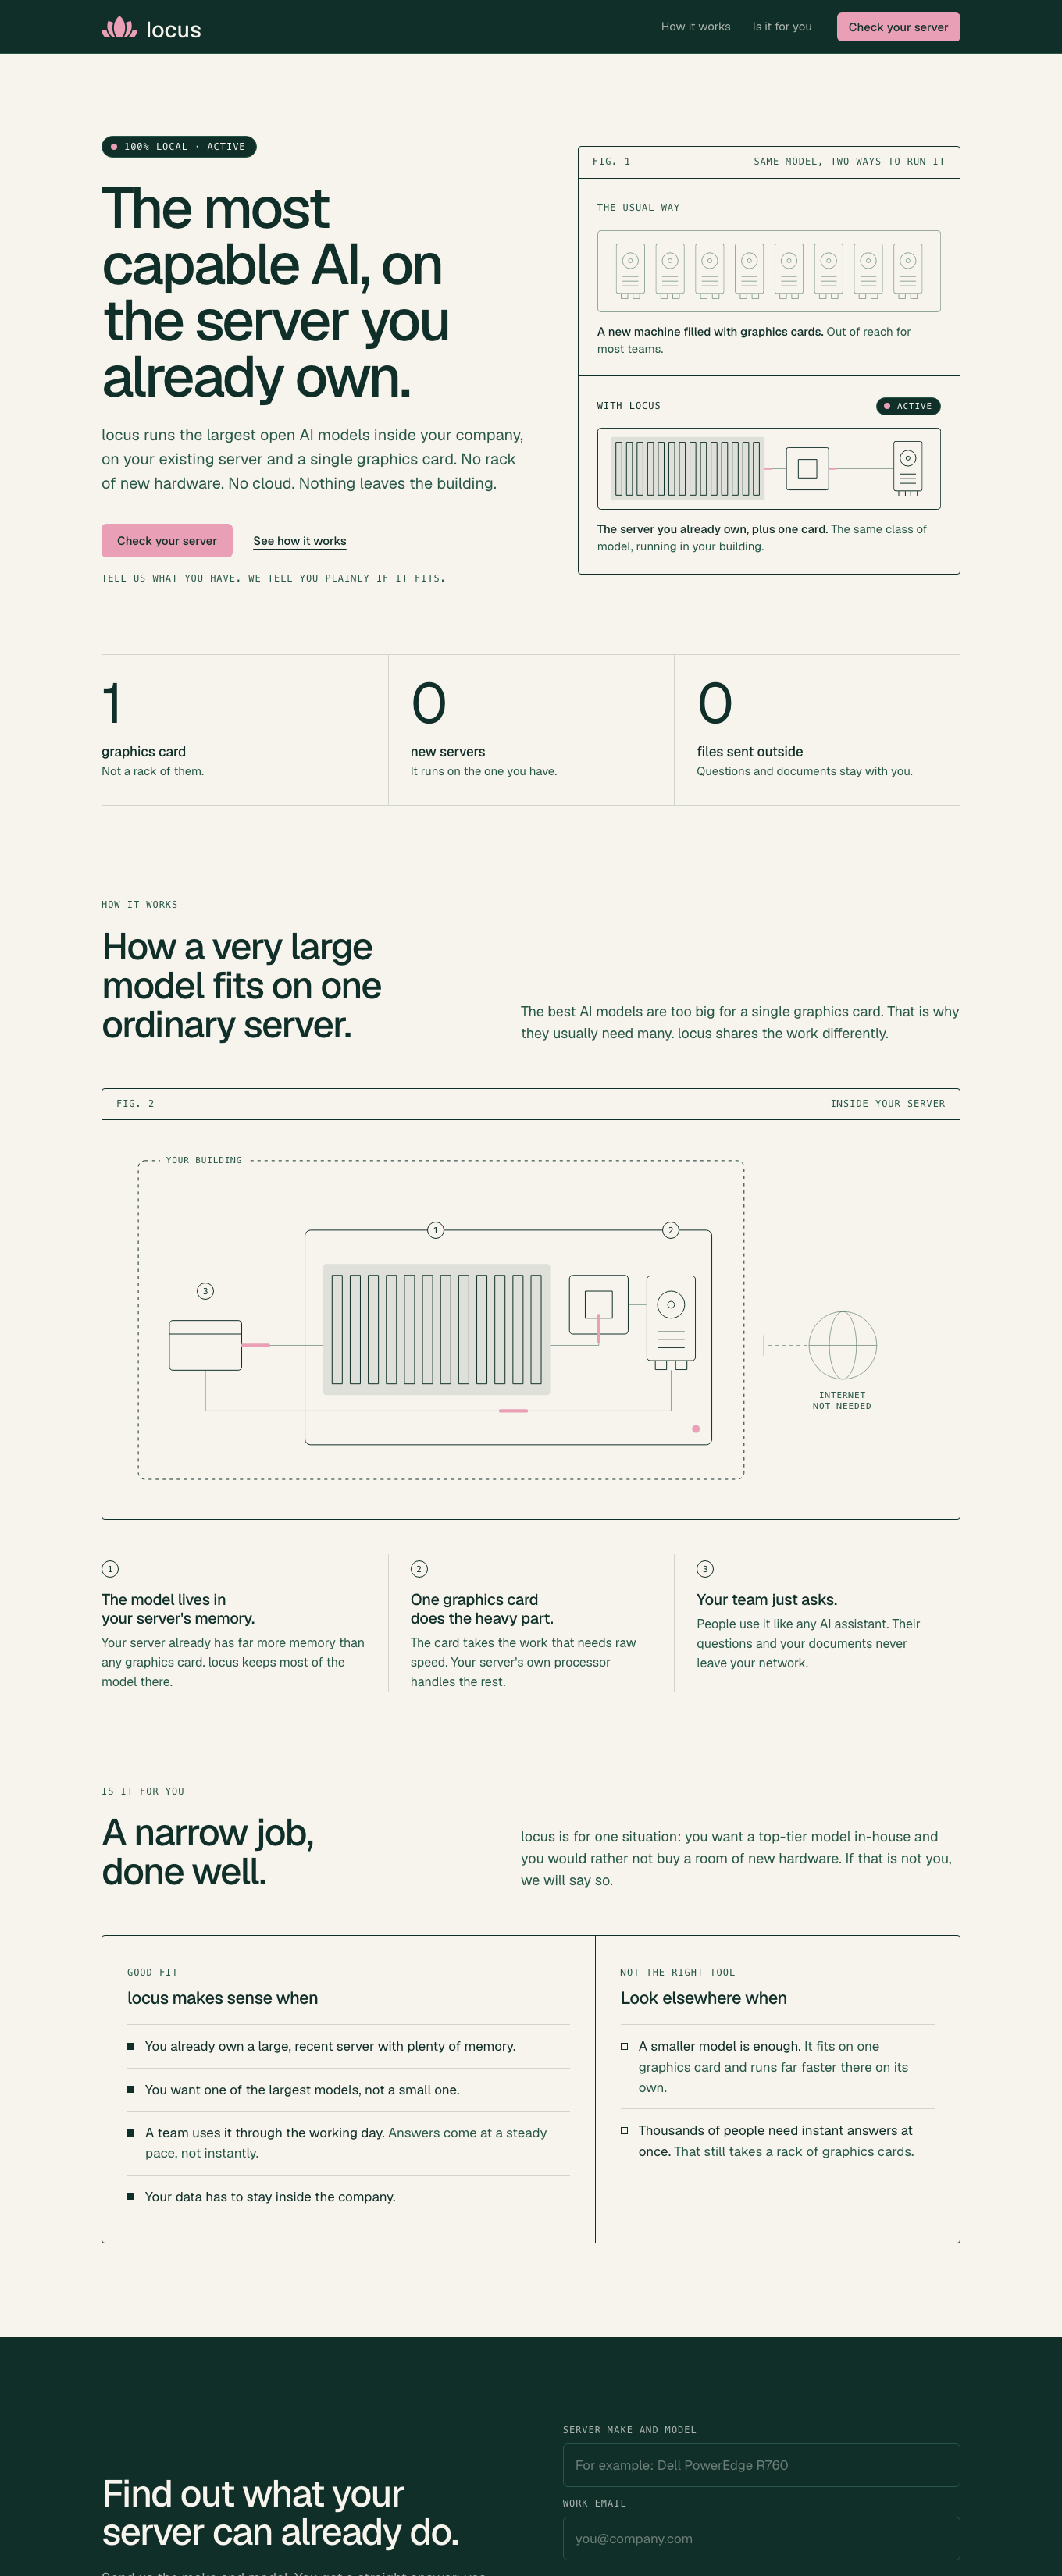 locus
How it works
Is it for you
Check your server
100% LOCAL · ACTIVE
The most
capable AI, on
the server you
already own.
locus runs the largest open AI models inside your company,
on your existing server and a single graphics card. No rack
of new hardware. No cloud. Nothing leaves the building.
Check your server
See how it works
TELL US WHAT YOU HAVE. WE TELL YOU PLAINLY IF IT FITS.
FIG. 1
SAME MODEL, TWO WAYS TO RUN IT
THE USUAL WAY
A new machine filled with graphics cards. Out of reach for
most teams.
WITH LOCUS
ACTIVE
The server you already own, plus one card. The same class of
model, running in your building.
1
graphics card
Not a rack of them.
0
new servers
It runs on the one you have.
0
files sent outside
Questions and documents stay with you.
HOW IT WORKS
How a very large
model fits on one
ordinary server.
The best AI models are too big for a single graphics card. That is why
they usually need many. locus shares the work differently.
FIG. 2
INSIDE YOUR SERVER
YOUR BUILDING
1
2
3
INTERNET
NOT NEEDED
1
The model lives in
your server's memory.
Your server already has far more memory than
any graphics card. locus keeps most of the
model there.
2
One graphics card
does the heavy part.
The card takes the work that needs raw
speed. Your server's own processor
handles the rest.
3
Your team just asks.
People use it like any AI assistant. Their
questions and your documents never
leave your network.
IS IT FOR YOU
A narrow job,
done well.
locus is for one situation: you want a top-tier model in-house and
you would rather not buy a room of new hardware. If that is not you,
we will say so.
GOOD FIT
locus makes sense when
You already own a large, recent server with plenty of memory.
You want one of the largest models, not a small one.
A team uses it through the working day. Answers come at a steady
pace, not instantly.
Your data has to stay inside the company.
NOT THE RIGHT TOOL
Look elsewhere when
A smaller model is enough. It fits on one
graphics card and runs far faster there on its
own.
Thousands of people need instant answers at
once. That still takes a rack of graphics cards.
Find out what your
server can already do.
SERVER MAKE AND MODEL
For example: Dell PowerEdge R760
WORK EMAIL
you@company.com